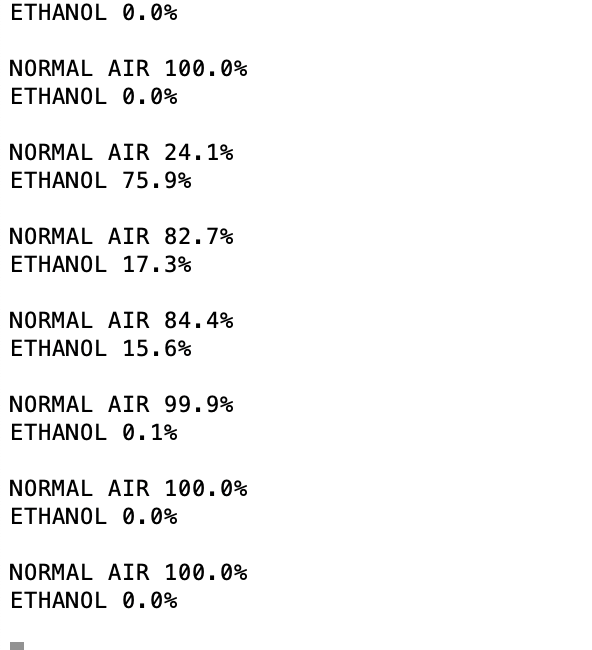 ETHANOL 0.0%
NORMAL AIR 100.0%
ETHANOL 0.0%
NORMAL AIR 24.1%
ETHANOL 75.9%
NORMAL AIR 82.7%
ETHANOL 17.3%
NORMAL AIR 84.4%
ETHANOL 15.6%
NORMAL AIR 99.9%
ETHANOL 0.1%
NORMAL AIR 100.0%
ETHANOL 0.0%
NORMAL AIR 100.0%
ETHANOL 0.0%